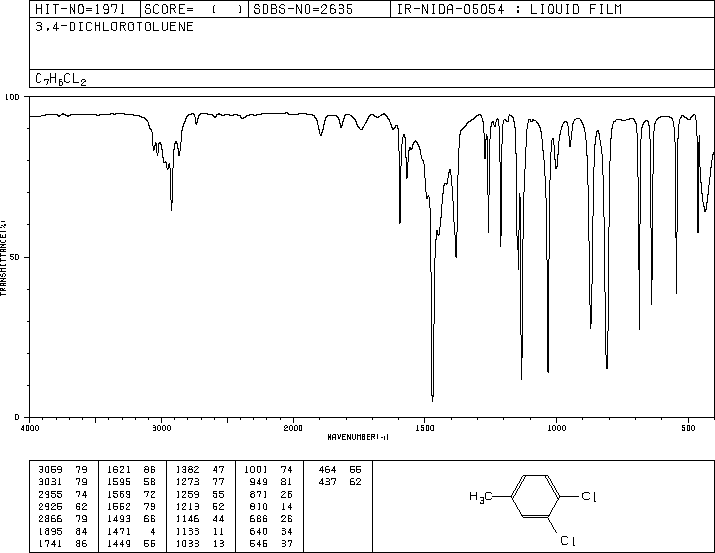 HIT-NO=1971 SCORE= ( ) SDBS-NO=2635 IR-NIDA-05054 : LIQUID FILM
3,4-DICHLOROTOLUENE
C7H6CL2
100
50
0
TRANSMITTANCE(%)
4000 3000 2000 1500 1000 500
WAVENUMBER(-1)
3069 79 1621 86 1382 47 1001 74 464 55
3031 79 1595 58 1273 77 949 81 437 62
2955 74 1569 72 1259 55 871 26
2925 62 1562 79 1213 52 810 14
2866 79 1493 66 1146 44 686 26
1895 84 1471 4 1133 11 640 34
1741 86 1449 55 1033 13 546 37
H3C
Cl
Cl